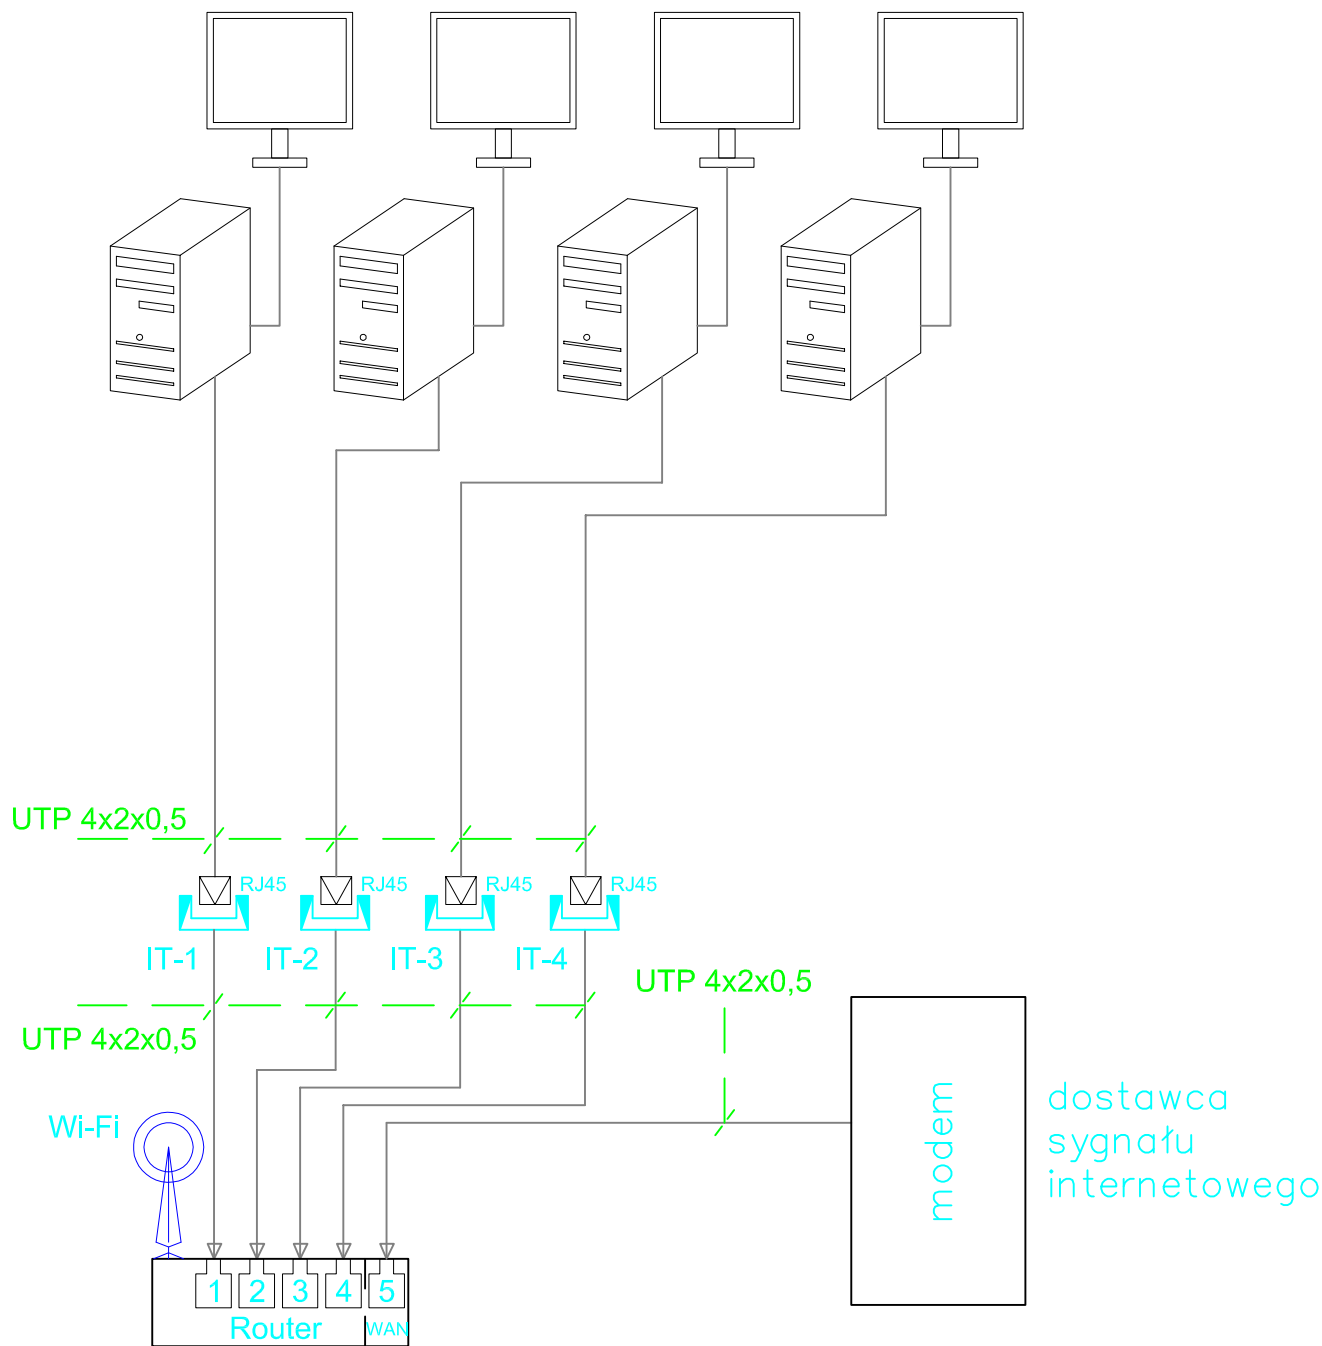 UTP 4x2x0,5
RJ45
RJ45
RJ45
RJ45
IT-1
IT-2
IT-3
IT-4
UTP 4x2x0,5
UTP 4x2x0,5
Wi-Fi
modem
dostawca
sygnału
internetowego
1
2
3
4
5
Router
WAN